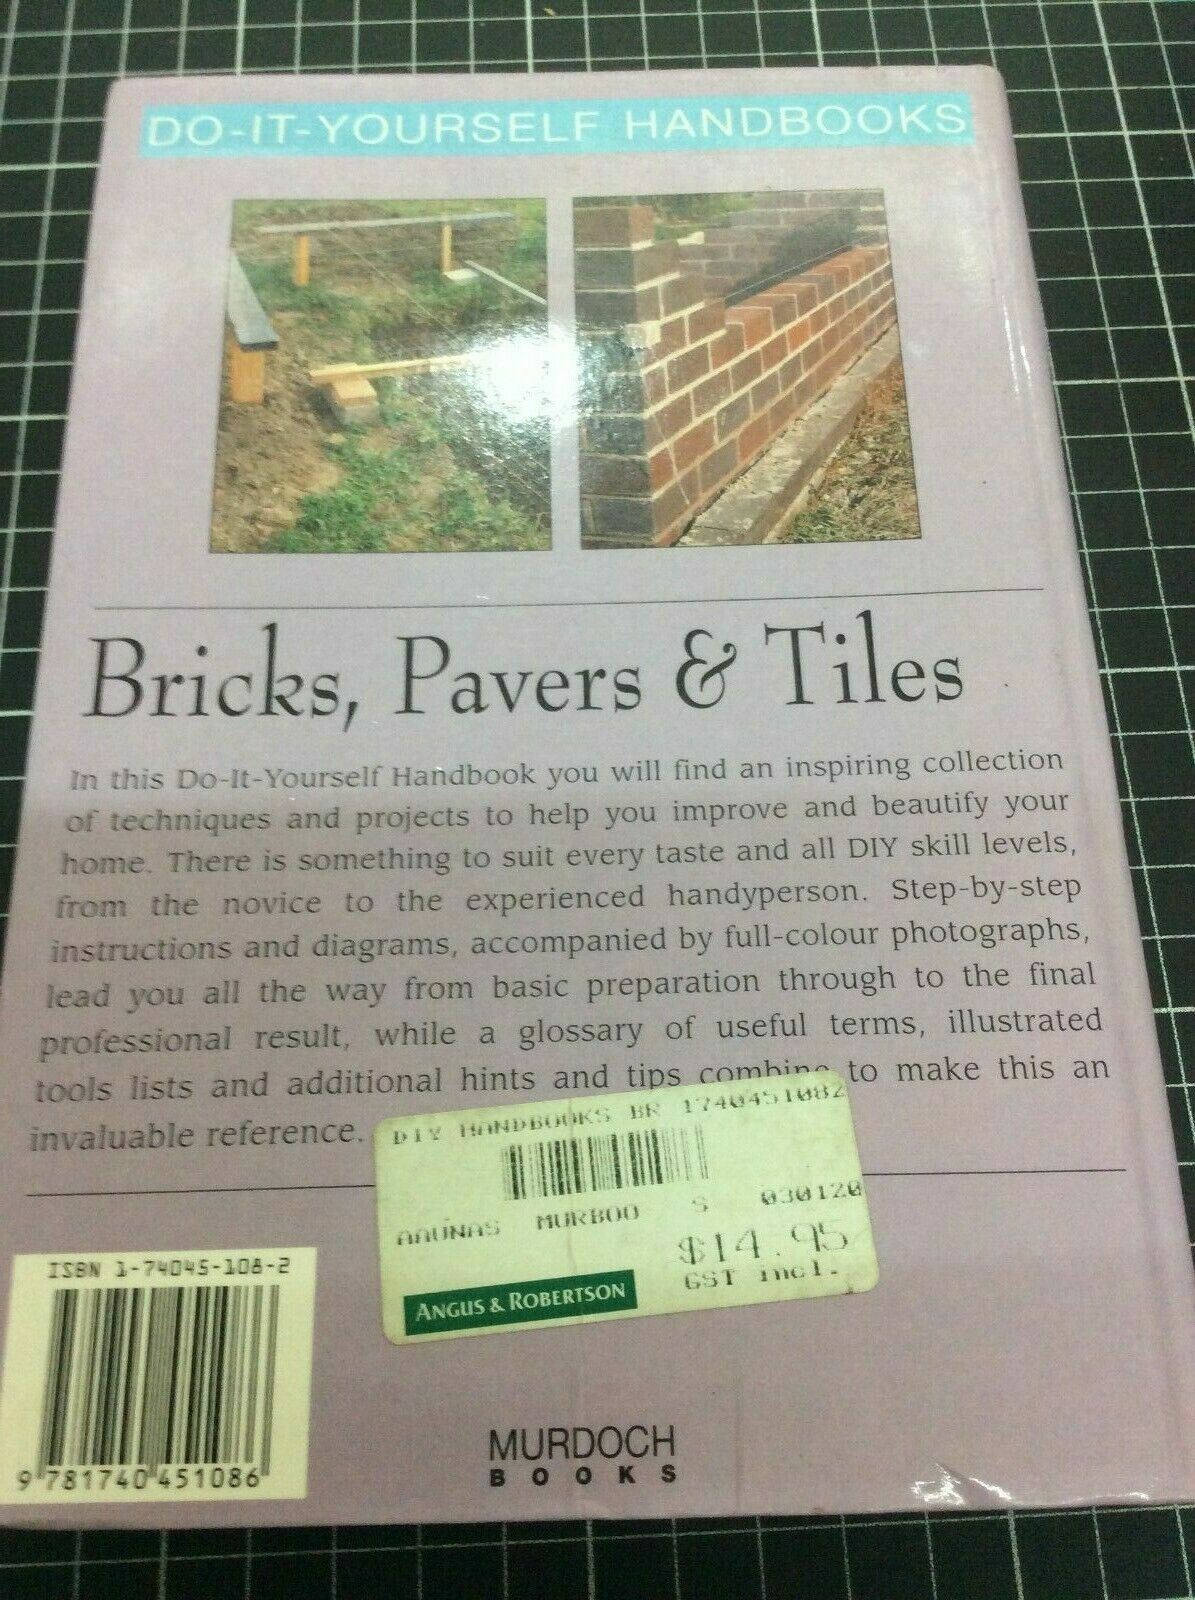 DO-IT-YOURSELF HANDBOOKS
Bricks, Pavers & Tiles
In this Do-It-Yourself Handbook you will find an inspiring collection
of techniques and projects to help you improve and beautify your
home. There is something to suit every taste and all DIY skill levels,
from the novice to the experienced handyperson. Step-by-step
instructions and diagrams, accompanied by full-colour photographs,
lead you all the way from basic preparation through to the final
professional result, while a glossary of useful terms, illustrated
tools lists and additional hints and tips combine to make this an
invaluable reference.
DIY HANDBOOKS BR 1740451082
AAUNAS MURBOO S 030120
$14.95
GST incl.
ANGUS & ROBERTSON
ISBN 1-74045-108-2
9 781740 451086
MURDOCH
BOOKS